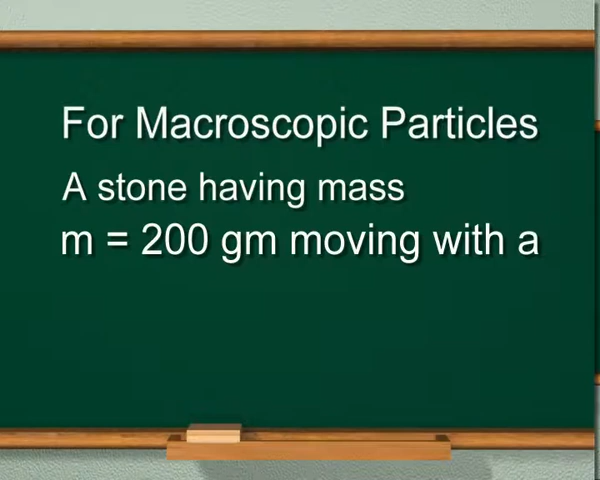 For Macroscopic Particles
A stone having mass
m = 200 gm moving with a